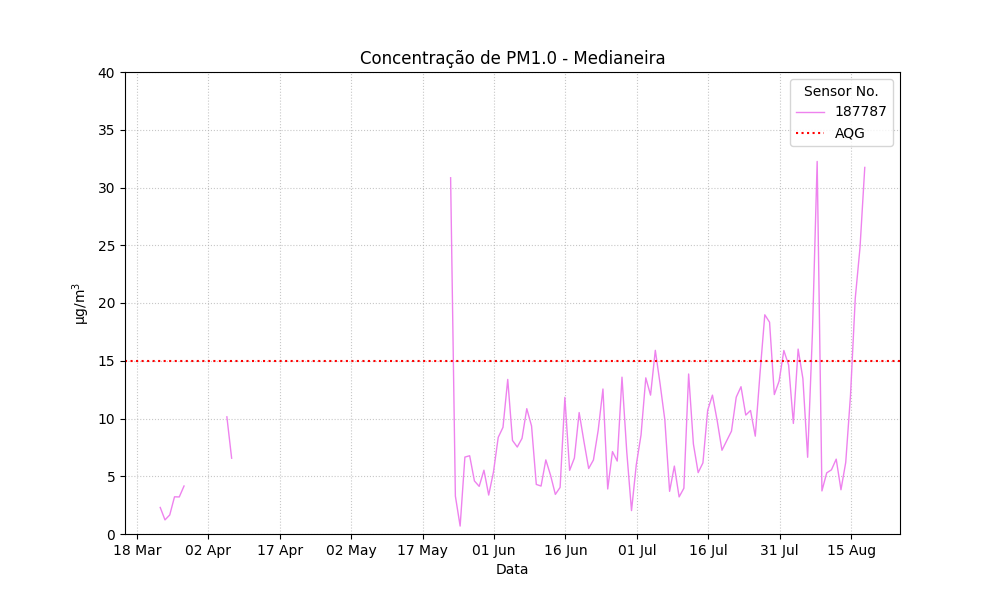 Concentração de PM1.0 - Medianeira
Sensor No.
187787
AQG
40
35
30
25
20
15
10
5
0
µg/m³
18 Mar
02 Apr
17 Apr
02 May
17 May
01 Jun
16 Jun
01 Jul
16 Jul
31 Jul
15 Aug
Data